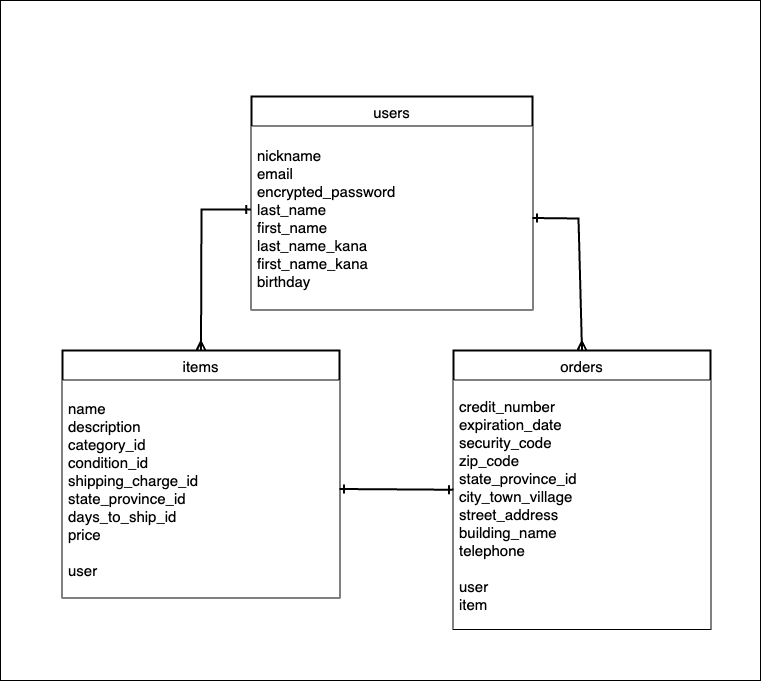 users
nickname
email
encrypted_password
last_name
first_name
last_name_kana
first_name_kana
birthday
items
name
description
category_id
condition_id
shipping_charge_id
state_province_id
days_to_ship_id
price
user
orders
credit_number
expiration_date
security_code
zip_code
state_province_id
city_town_village
street_address
building_name
telephone
user
item